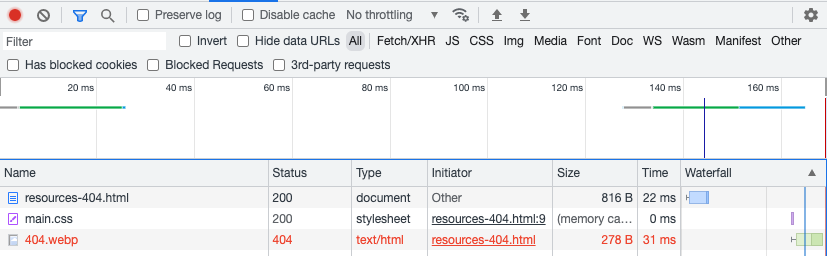 Preserve log Disable cache No throttling
Filter Invert Hide data URLs All Fetch/XHR JS CSS Img Media Font Doc WS Wasm Manifest Other
Has blocked cookies Blocked Requests 3rd-party requests
20 ms 40 ms 60 ms 80 ms 100 ms 120 ms 140 ms 160 ms
Name Status Type Initiator Size Time Waterfall
resources-404.html 200 document Other 816 B 22 ms
main.css 200 stylesheet resources-404.html:9 (memory ca... 0 ms
404.webp 404 text/html resources-404.html 278 B 31 ms